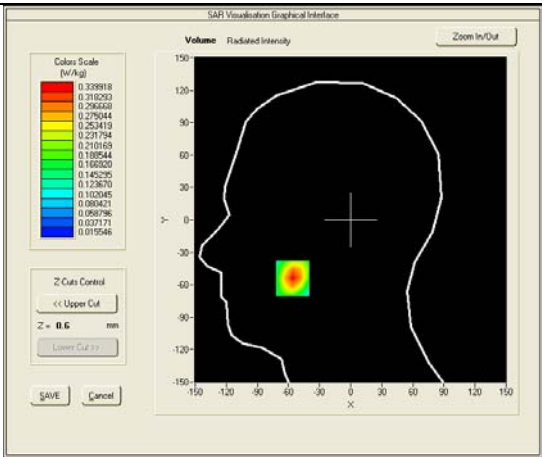 SAR Visualisation Graphical Interface
Volume Radiated Intensity
Zoom In/Out
Colors Scale
(W/kg)
0.339918
0.318293
0.296668
0.275044
0.253419
0.231794
0.210169
0.188544
0.166920
0.145295
0.123670
0.102045
0.080421
0.058796
0.037171
0.015546
Z Cuts Control
<< Upper Cut
Z = 0.6 mm
Lower Cut >>
SAVE
Cancel
150
120
90
60
30
0
-30
-60
-90
-120
-150
Y
-150 -120 -90 -60 -30 0 30 60 90 120 150
X